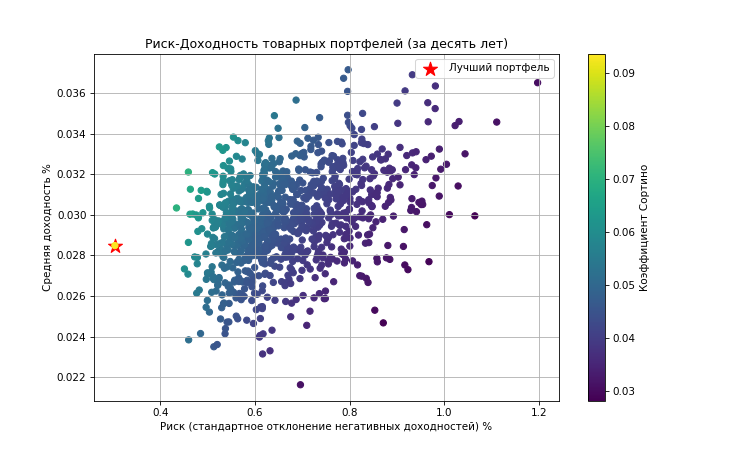 Риск-Доходность товарных портфелей (за десять лет)
Лучший портфель
Средняя доходность %
0.036
0.034
0.032
0.030
0.028
0.026
0.024
0.022
0.4 0.6 0.8 1.0 1.2
Риск (стандартное отклонение негативных доходностей) %
0.09
0.08
0.07
0.06
0.05
0.04
0.03
Коэффициент Сортино